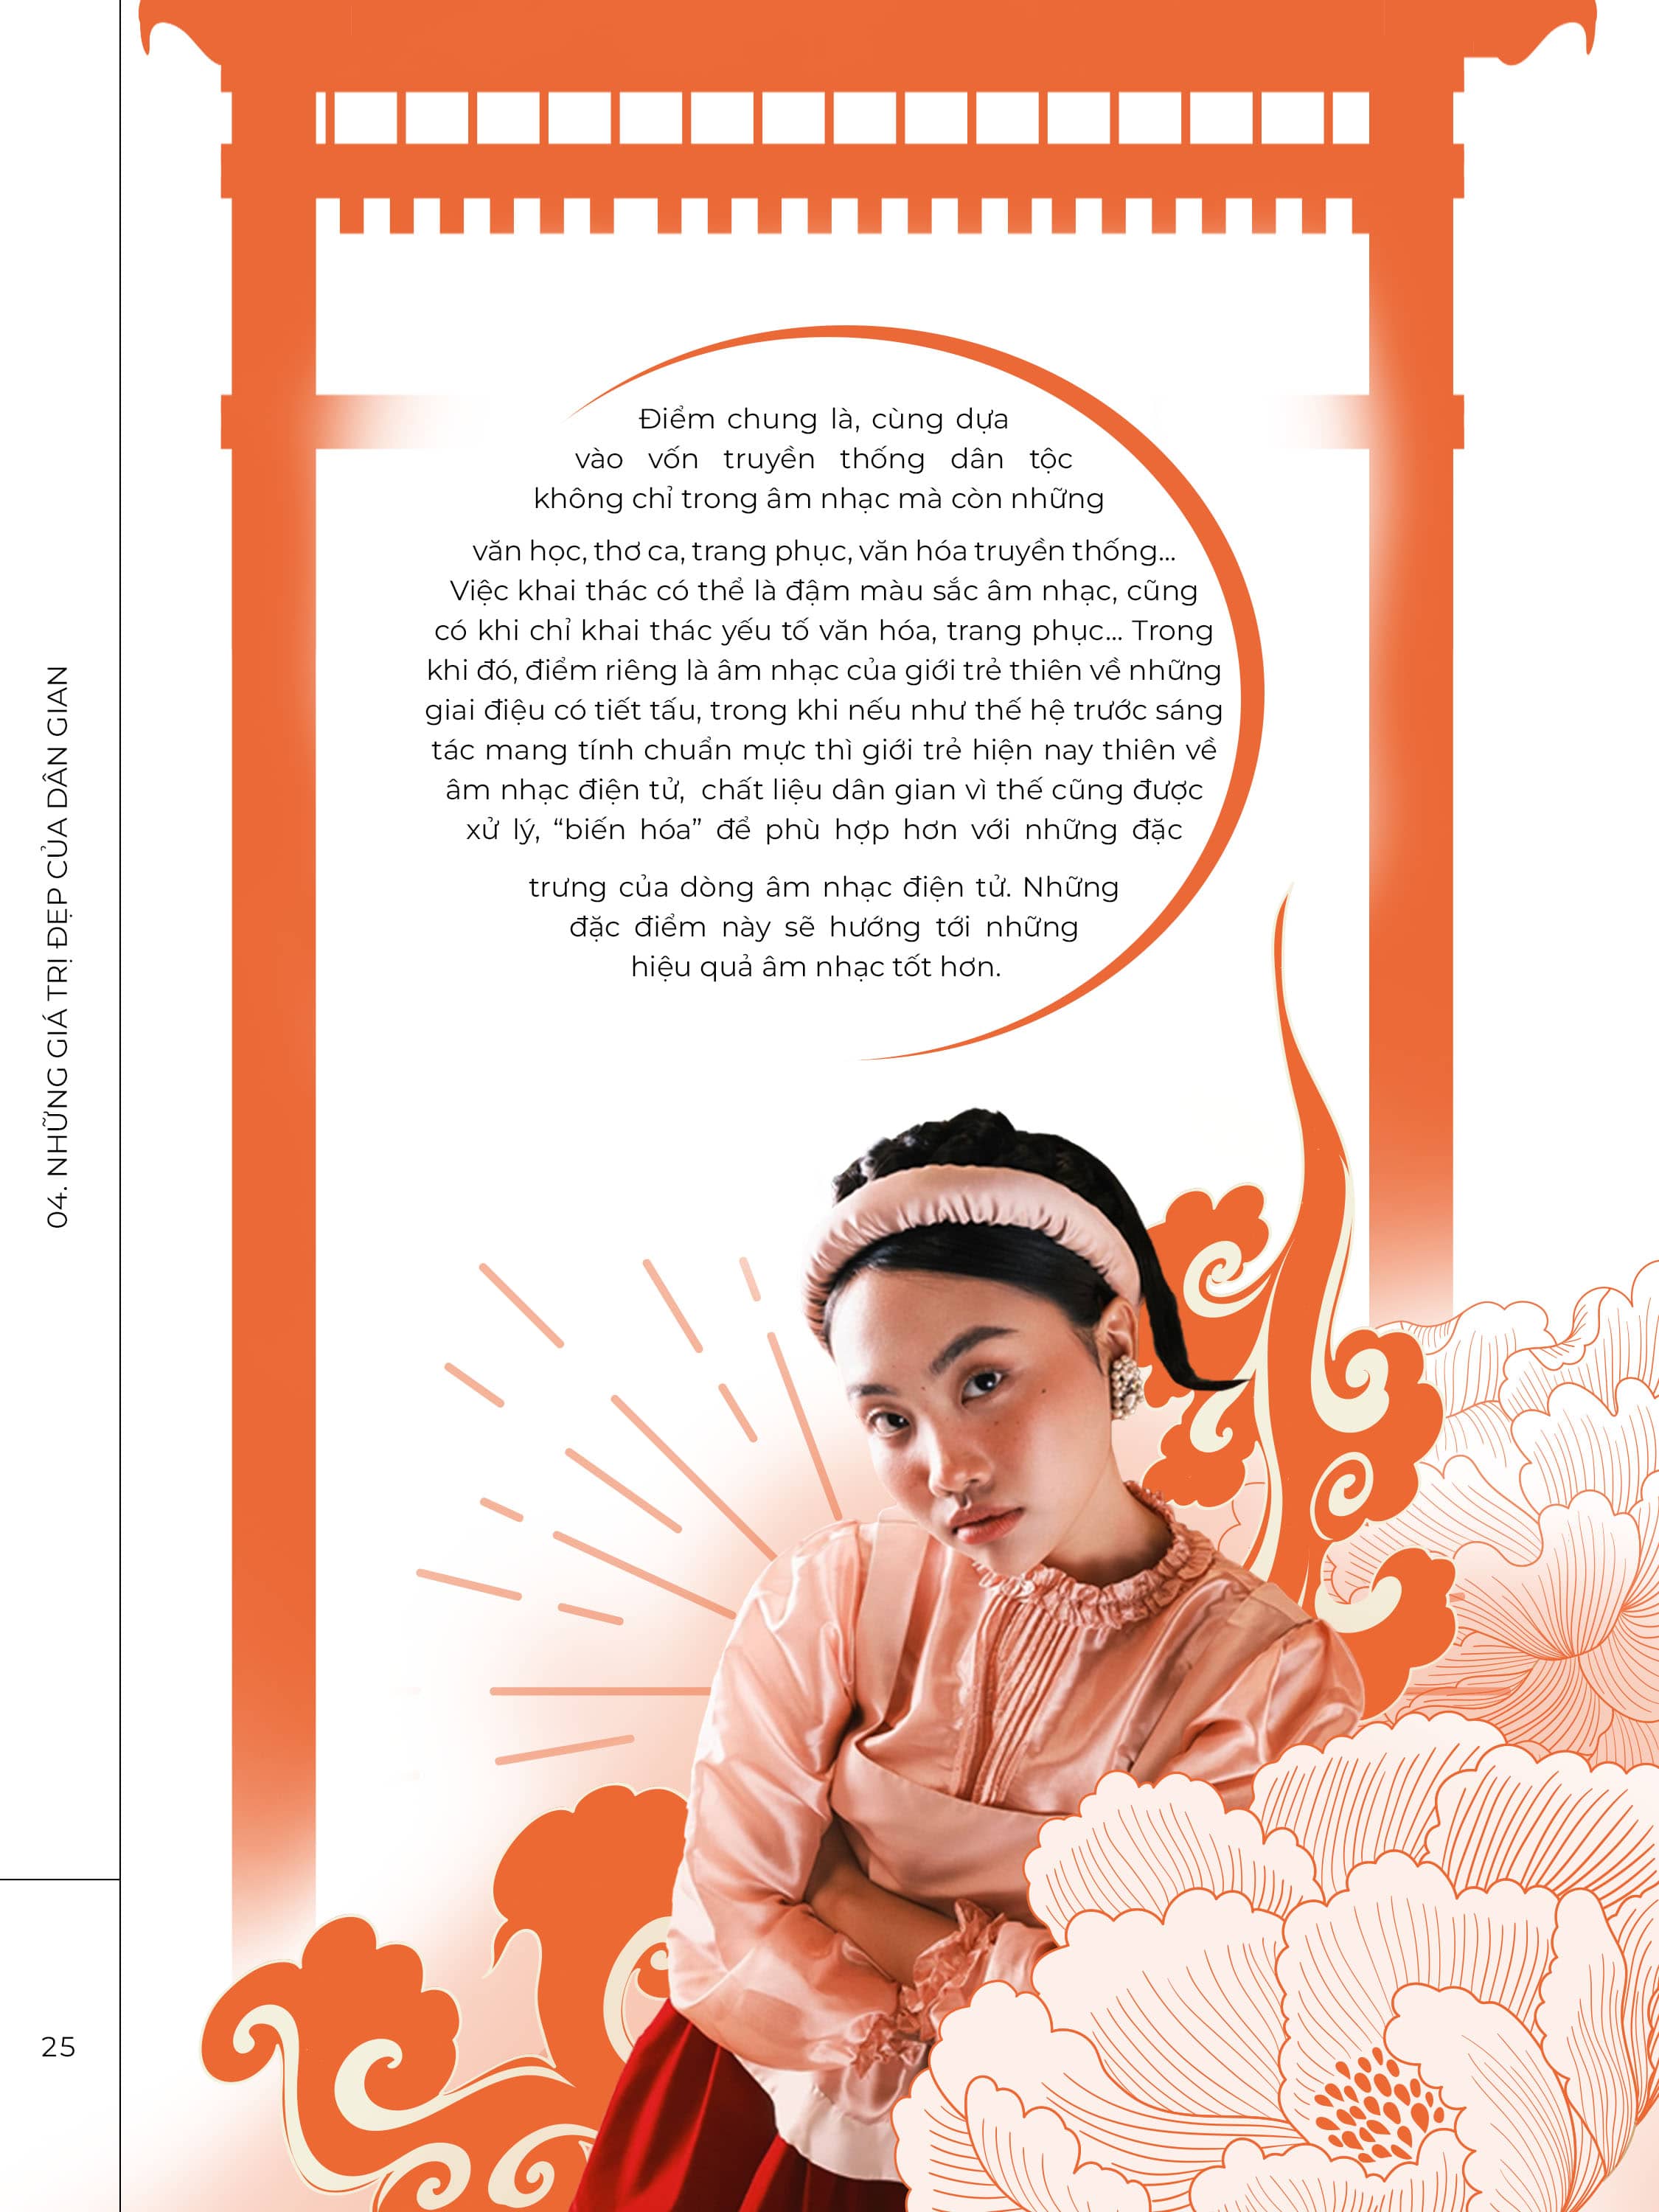 04. NHỮNG GIÁ TRỊ ĐẸP CỦA DÂN GIAN
Điểm chung là, cùng dựa
vào vốn truyền thống dân tộc
không chỉ trong âm nhạc mà còn những
văn học, thơ ca, trang phục, văn hóa truyền thống...
Việc khai thác có thể là đậm màu sắc âm nhạc, cũng
có khi chỉ khai thác yếu tố văn hóa, trang phục... Trong
khi đó, điểm riêng là âm nhạc của giới trẻ thiên về những
giai điệu có tiết tấu, trong khi nếu như thế hệ trước sáng
tác mang tính chuẩn mực thì giới trẻ hiện nay thiên về
âm nhạc điện tử, chất liệu dân gian vì thế cũng được
xử lý, “biến hóa” để phù hợp hơn với những đặc
trưng của dòng âm nhạc điện tử. Những
đặc điểm này sẽ hướng tới những
hiệu quả âm nhạc tốt hơn.
25